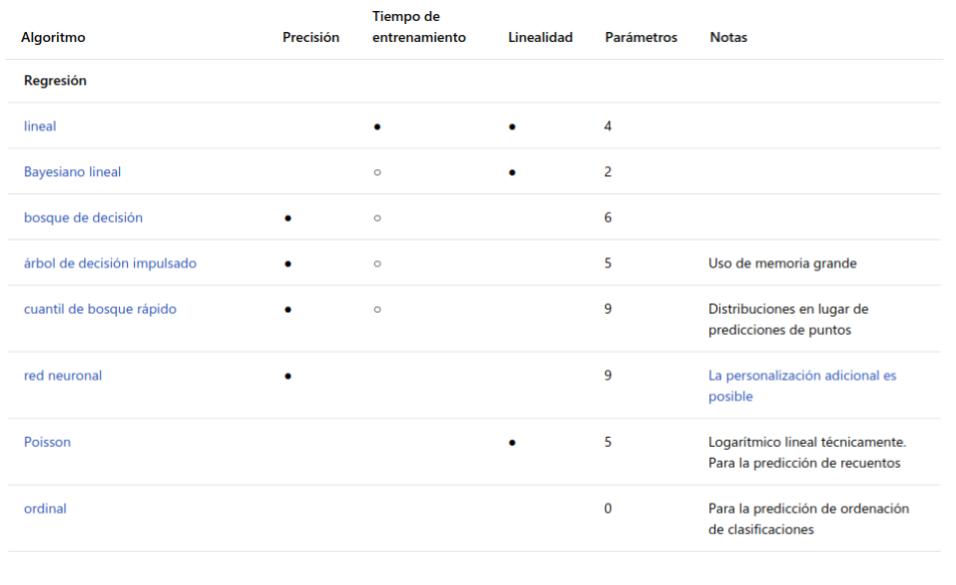 Algoritmo Precisión Tiempo de entrenamiento Linealidad Parámetros Notas
Regresión
lineal ● ● 4
Bayesiano lineal ○ ● 2
bosque de decisión ● ○ 6
árbol de decisión impulsado ● ○ 5 Uso de memoria grande
cuantil de bosque rápido ● ○ 9 Distribuciones en lugar de
predicciones de puntos
red neuronal ● 9 La personalización adicional es
posible
Poisson ● 5 Logarítmico lineal técnicamente.
Para la predicción de recuentos
ordinal 0 Para la predicción de ordenación
de clasificaciones